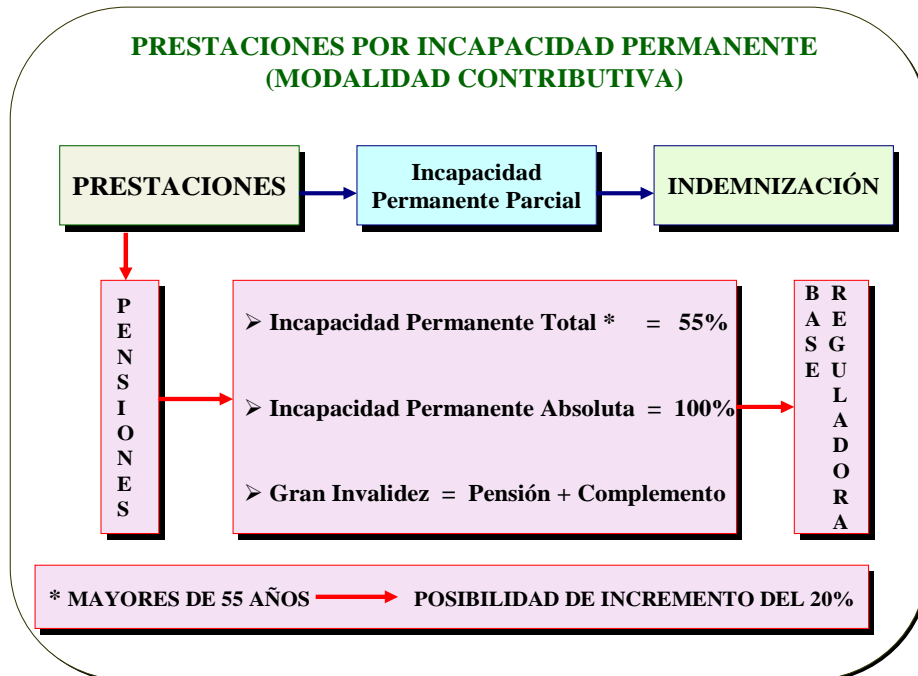 PRESTACIONES POR INCAPACIDAD PERMANENTE
(MODALIDAD CONTRIBUTIVA)
PRESTACIONES
Incapacidad
Permanente Parcial
INDEMNIZACIÓN
PENSIONES
➢ Incapacidad Permanente Total * = 55%
➢ Incapacidad Permanente Absoluta = 100%
➢ Gran Invalidez = Pensión + Complemento
BASE
REGULADORA
* MAYORES DE 55 AÑOS
POSIBILIDAD DE INCREMENTO DEL 20%